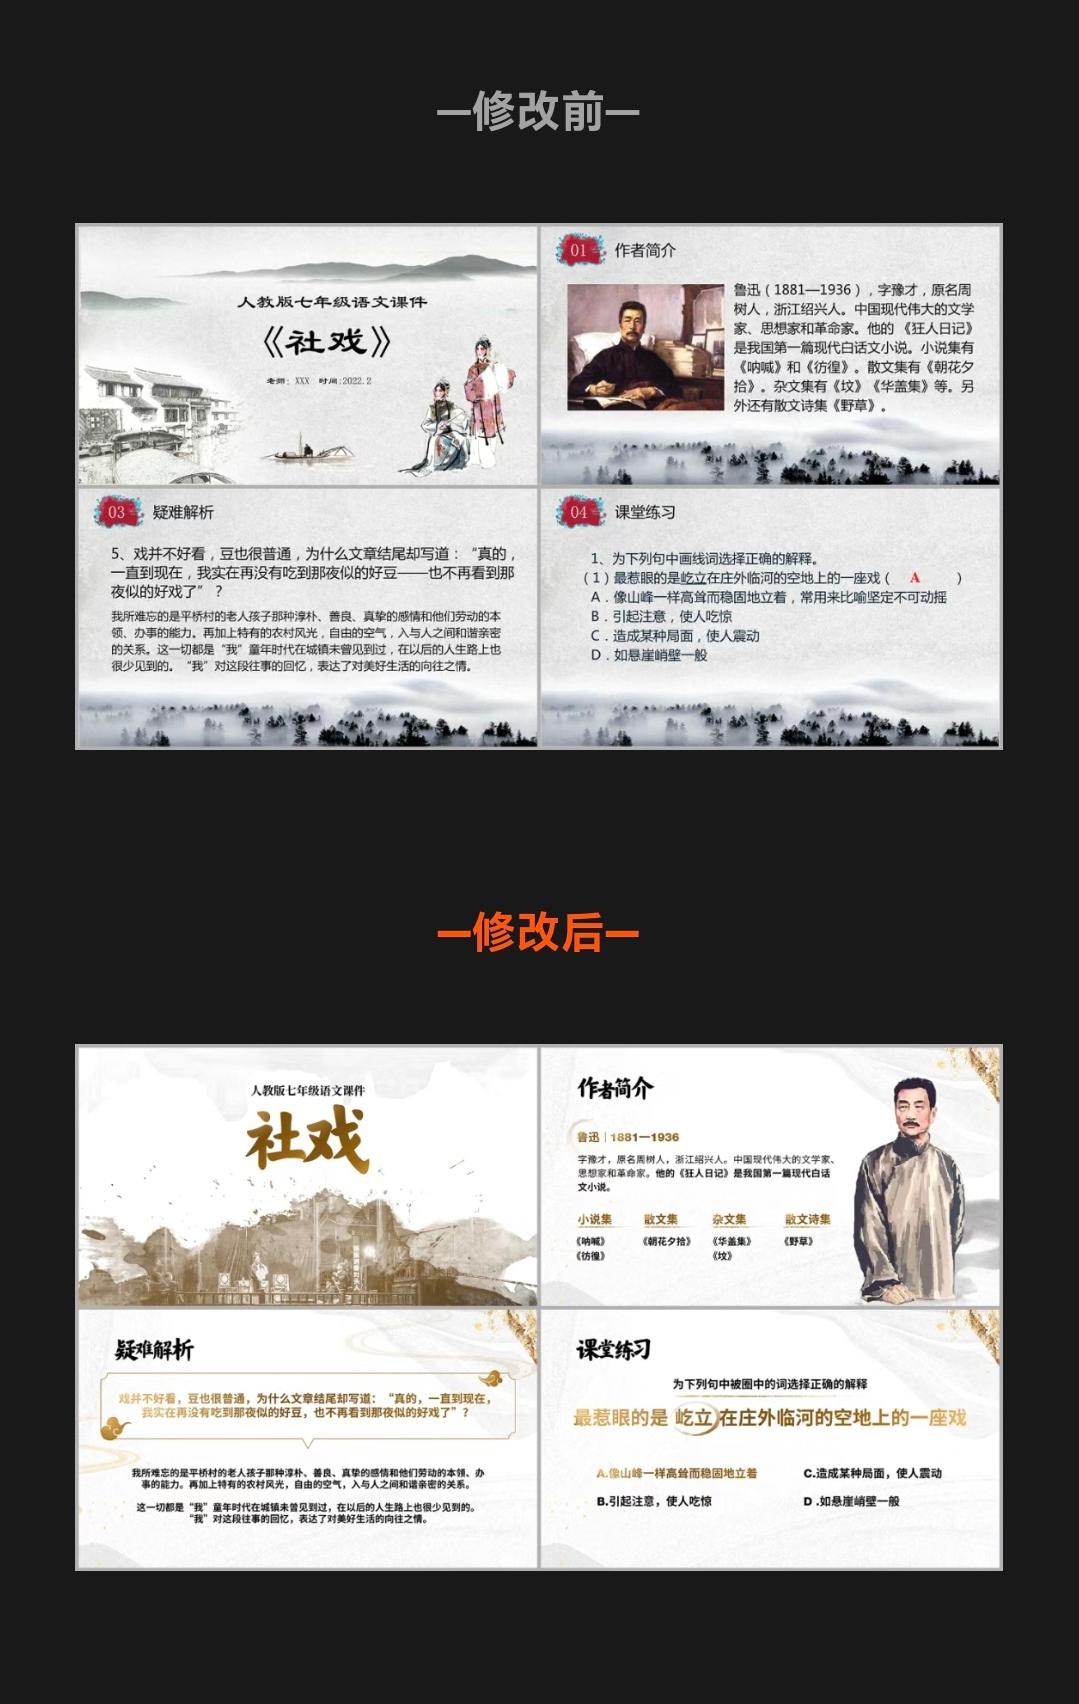 —修改前—
人教版七年级语文课件
《社戏》
老师：XXX 时间:2022.2
01 作者简介
鲁迅（1881—1936），字豫才，原名周
树人，浙江绍兴人。中国现代伟大的文学
家、思想家和革命家。他的 《狂人日记》
是我国第一篇现代白话文小说。小说集有
《呐喊》和《彷徨》。散文集有《朝花夕
拾》。杂文集有《坟》《华盖集》等。另
外还有散文诗集《野草》。
03 疑难解析
5、戏并不好看，豆也很普通，为什么文章结尾却写道：“真的，
一直到现在，我实在再没有吃到那夜似的好豆——也不再看到那
夜似的好戏了”？
我所难忘的是平桥村的老人孩子那种淳朴、善良、真挚的感情和他们劳动的本
领、办事的能力。再加上特有的农村风光，自由的空气，入与人之间和谐亲密
的关系。这一切都是“我”童年时代在城镇未曾见到过，在以后的人生路上也
很少见到的。“我”对这段往事的回忆，表达了对美好生活的向往之情。
04 课堂练习
1、为下列句中画线词选择正确的解释。
（1）最惹眼的是屹立在庄外临河的空地上的一座戏（ A ）
A．像山峰一样高耸而稳固地立着，常用来比喻坚定不可动摇
B．引起注意，使人吃惊
C．造成某种局面，使人震动
D．如悬崖峭壁一般
—修改后—
人教版七年级语文课件
社戏
作者简介
鲁迅｜1881—1936
字豫才，原名周树人，浙江绍兴人。中国现代伟大的文学家、
思想家和革命家。他的《狂人日记》是我国第一篇现代白话
文小说。
小说集 散文集 杂文集 散文诗集
《呐喊》 《朝花夕拾》 《华盖集》 《野草》
《彷徨》 《坟》
疑难解析
戏并不好看，豆也很普通，为什么文章结尾却写道：“真的，一直到现在，
我实在再没有吃到那夜似的好豆，也不再看到那夜似的好戏了”？
我所难忘的是平桥村的老人孩子那种淳朴、善良、真挚的感情和他们劳动的本领、办
事的能力。再加上特有的农村风光，自由的空气，入与人之间和谐亲密的关系。
这一切都是“我”童年时代在城镇未曾见到过，在以后的人生路上也很少见到的。
“我”对这段往事的回忆，表达了对美好生活的向往之情。
课堂练习
为下列句中被圈中的词选择正确的解释
最惹眼的是 屹立 在庄外临河的空地上的一座戏
A.像山峰一样高耸而稳固地立着 C.造成某种局面，使人震动
B.引起注意，使人吃惊 D .如悬崖峭壁一般